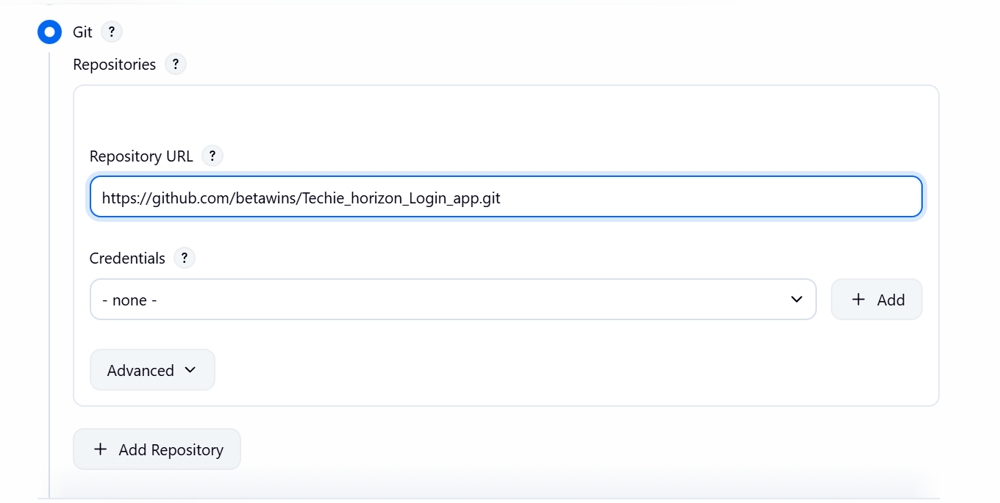 Git ?
Repositories ?
Repository URL ?
https://github.com/betawins/Techie_horizon_Login_app.git
Credentials ?
- none -
+ Add
Advanced
+ Add Repository